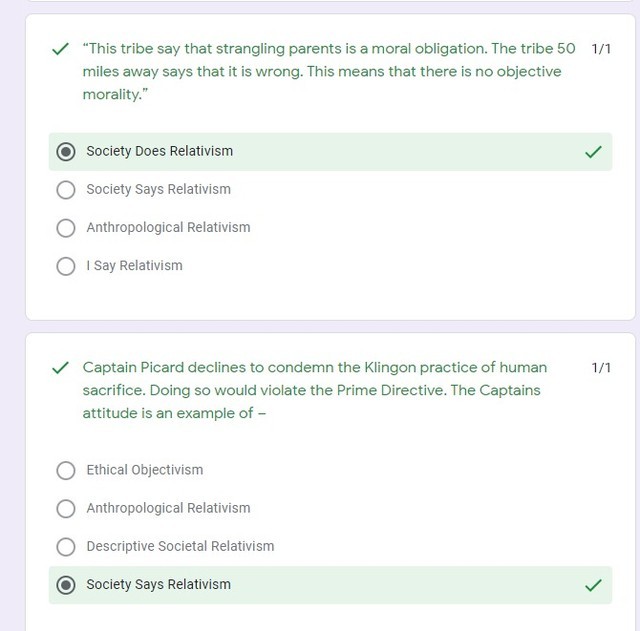 “This tribe say that strangling parents is a moral obligation. The tribe 50 1/1
miles away says that it is wrong. This means that there is no objective
morality.”
Society Does Relativism
Society Says Relativism
Anthropological Relativism
I Say Relativism
Captain Picard declines to condemn the Klingon practice of human 1/1
sacrifice. Doing so would violate the Prime Directive. The Captains
attitude is an example of –
Ethical Objectivism
Anthropological Relativism
Descriptive Societal Relativism
Society Says Relativism